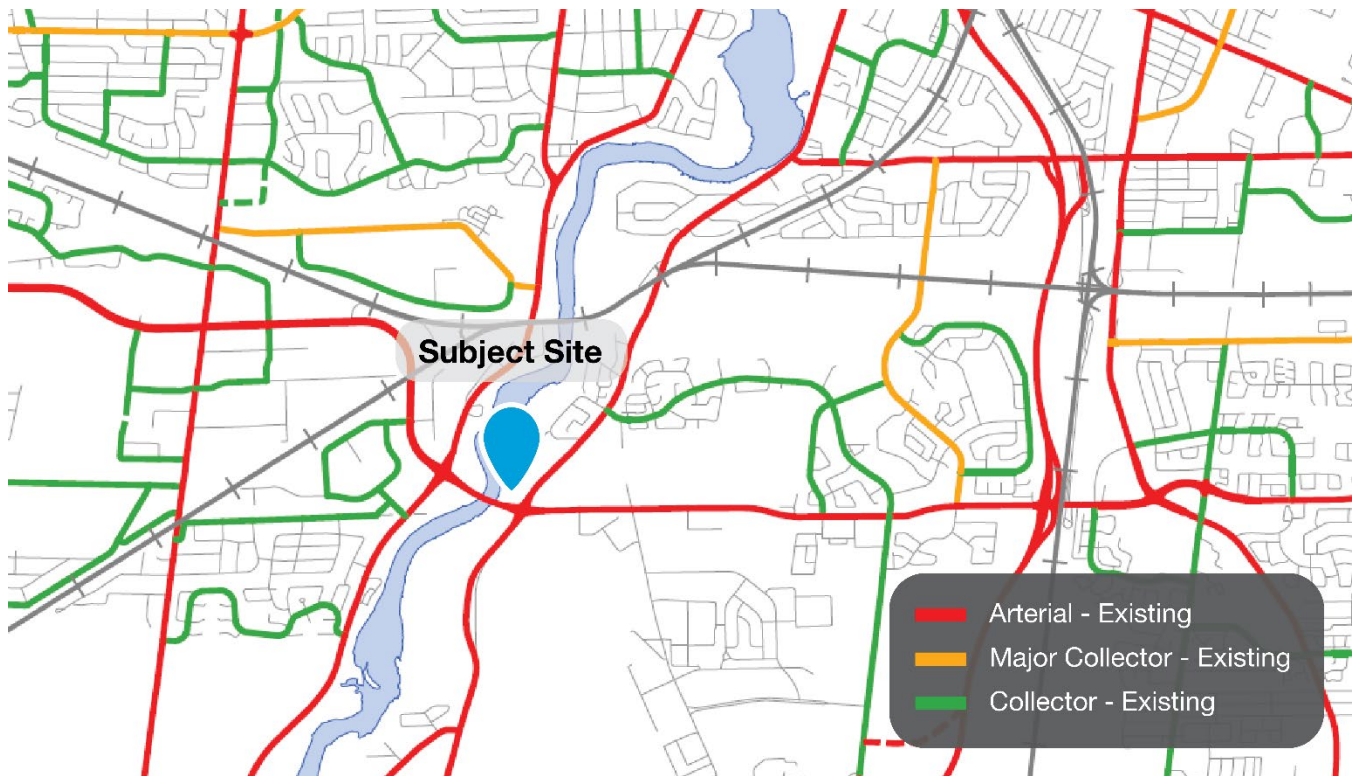 Subject Site
Arterial - Existing
Major Collector - Existing
Collector - Existing